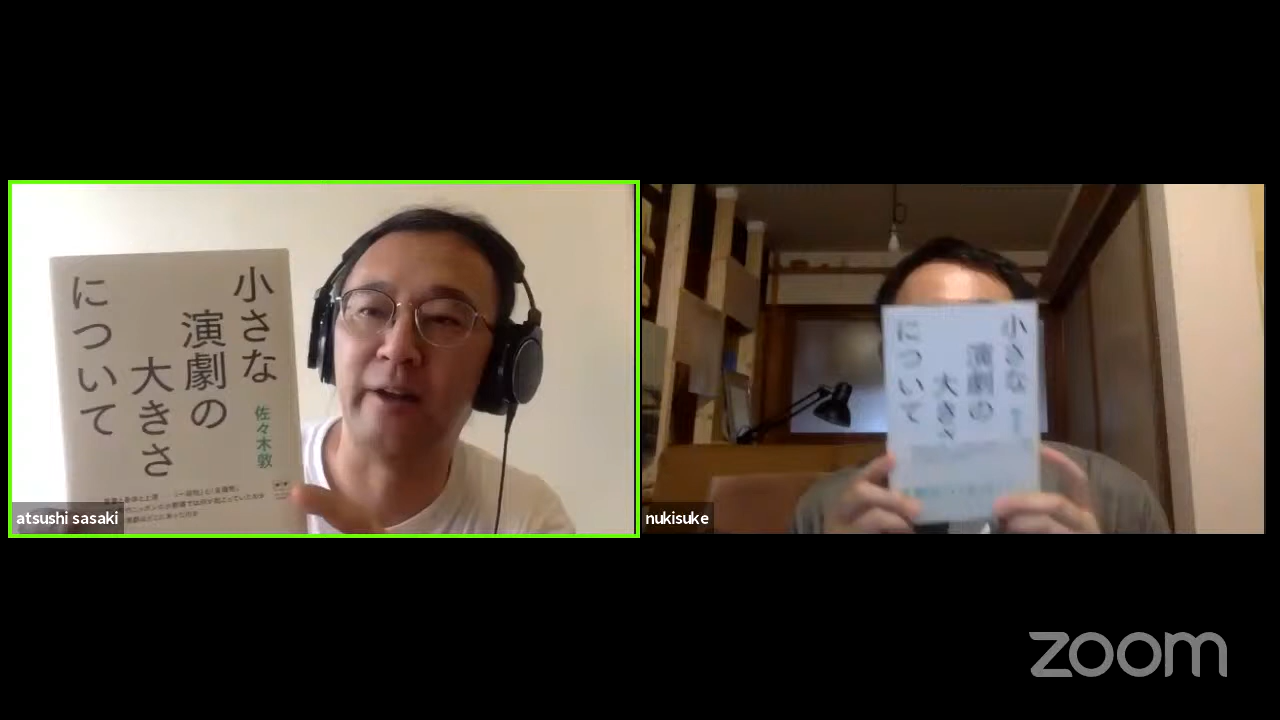 小さな
演劇の
大きさ
について
佐々木敦
atsushi sasaki
小さな
演劇の
大きさ
について
nukisuke
zoom